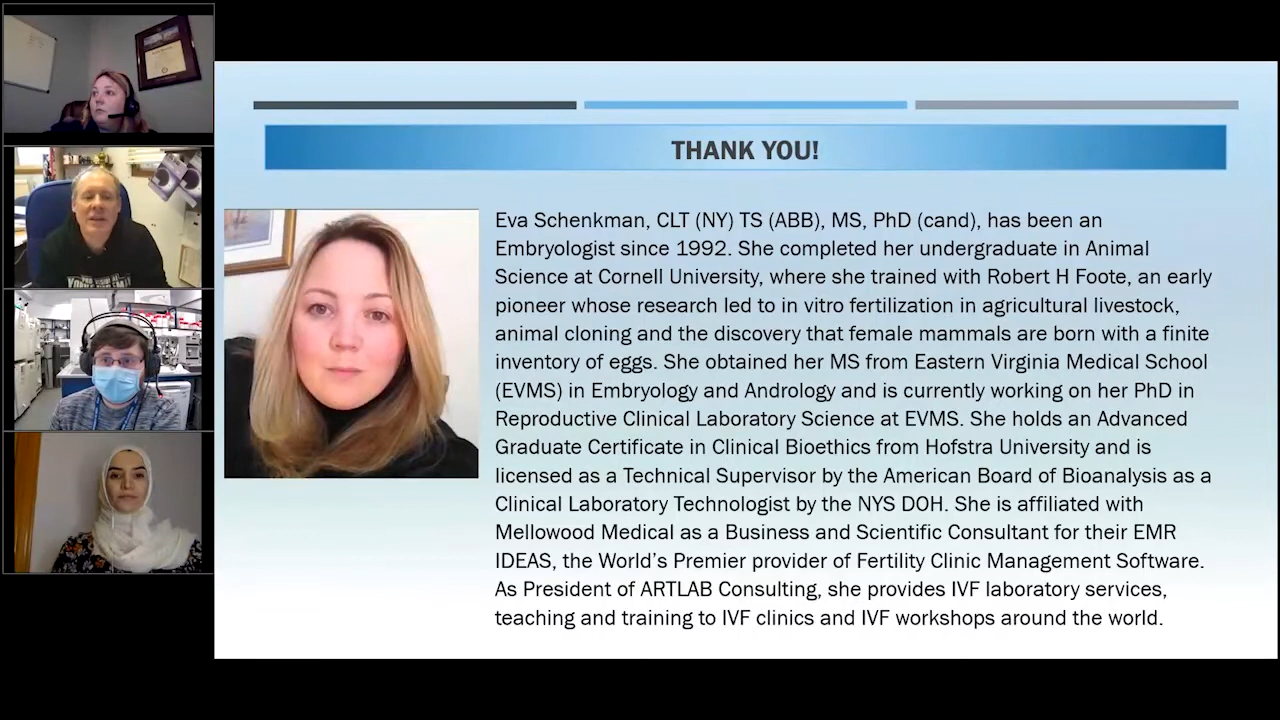 THANK YOU!
Eva Schenkman, CLT (NY) TS (ABB), MS, PhD (cand), has been an
Embryologist since 1992. She completed her undergraduate in Animal
Science at Cornell University, where she trained with Robert H Foote, an early
pioneer whose research led to in vitro fertilization in agricultural livestock,
animal cloning and the discovery that female mammals are born with a finite
inventory of eggs. She obtained her MS from Eastern Virginia Medical School
(EVMS) in Embryology and Andrology and is currently working on her PhD in
Reproductive Clinical Laboratory Science at EVMS. She holds an Advanced
Graduate Certificate in Clinical Bioethics from Hofstra University and is
licensed as a Technical Supervisor by the American Board of Bioanalysis as a
Clinical Laboratory Technologist by the NYS DOH. She is affiliated with
Mellowood Medical as a Business and Scientific Consultant for their EMR
IDEAS, the World’s Premier provider of Fertility Clinic Management Software.
As President of ARTLAB Consulting, she provides IVF laboratory services,
teaching and training to IVF clinics and IVF workshops around the world.